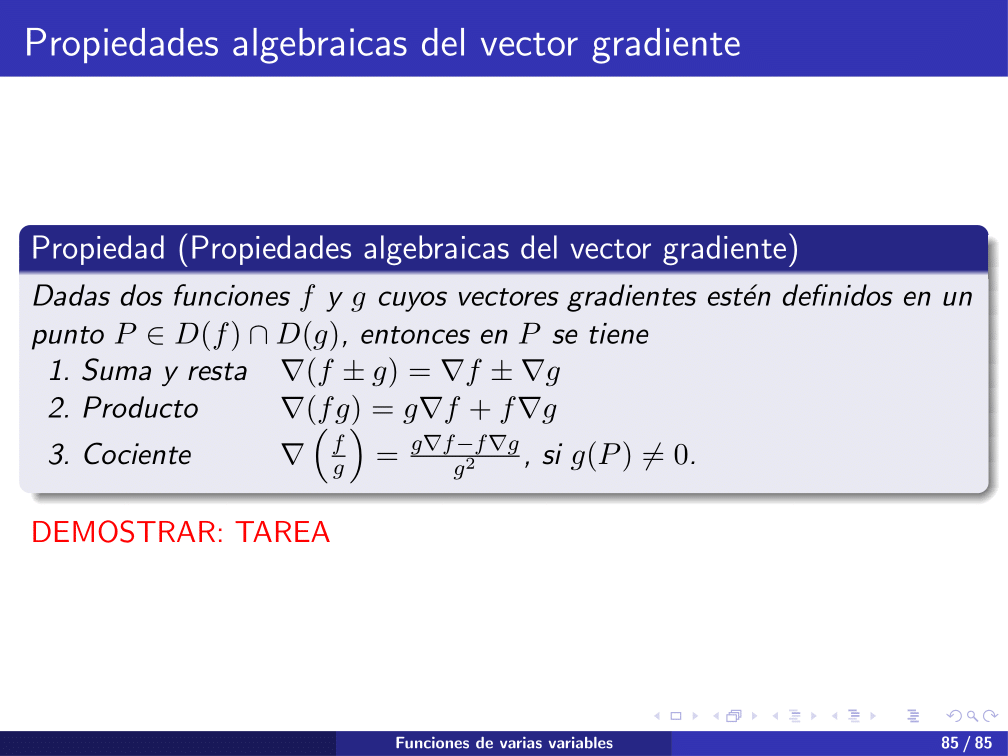 Propiedades algebraicas del vector gradiente
Propiedad (Propiedades algebraicas del vector gradiente)
Dadas dos funciones f y g cuyos vectores gradientes estén definidos en un
punto P ∈ D(f) ∩ D(g), entonces en P se tiene
1. Suma y resta ∇(f ± g) = ∇f ± ∇g
2. Producto ∇(fg) = g∇f + f∇g
3. Cociente ∇(f/g) = (g∇f−f∇g)/g², si g(P) ≠ 0.
DEMOSTRAR: TAREA
Funciones de varias variables 85 / 85